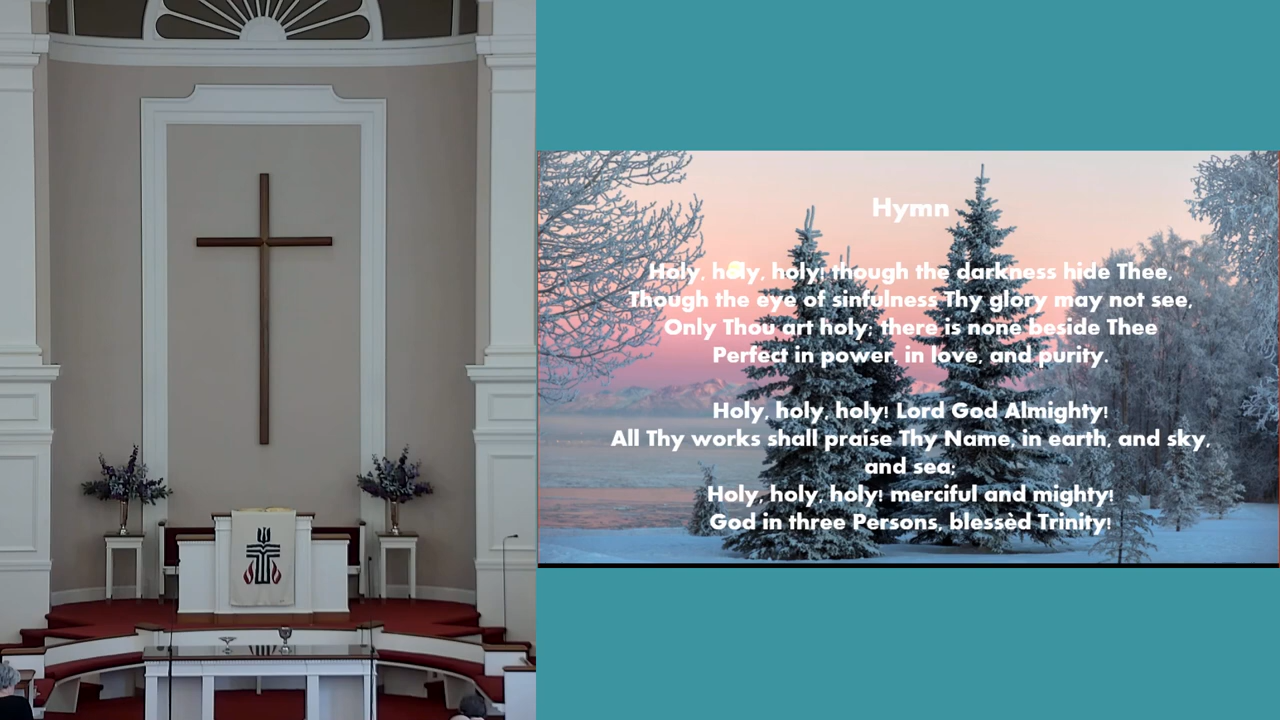 Hymn
Holy, holy, holy! though the darkness hide Thee,
Though the eye of sinfulness Thy glory may not see,
Only Thou art holy; there is none beside Thee
Perfect in power, in love, and purity.
Holy, holy, holy! Lord God Almighty!
All Thy works shall praise Thy Name, in earth, and sky,
and sea;
Holy, holy, holy! merciful and mighty!
God in three Persons, blessèd Trinity!